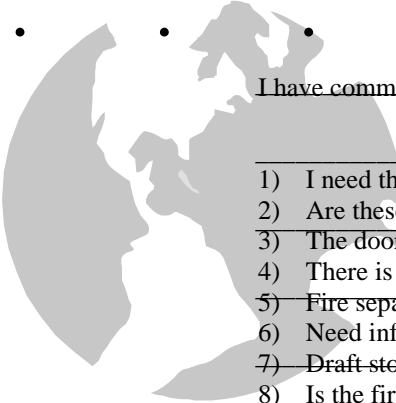 I have comm
1) I need th
2) Are these
3) The door
4) There is
5) Fire sepa
6) Need inf
7) Draft sto
8) Is the fir